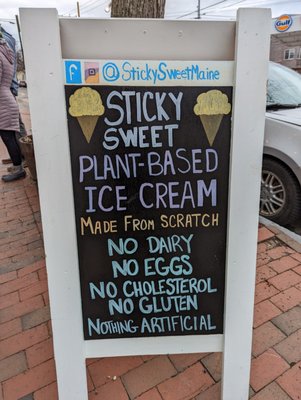 Gulf
@StickySweetMaine
STICKY
SWEET
PLANT-BASED
ICE CREAM
MADE FROM SCRATCH
NO DAIRY
NO EGGS
NO CHOLESTEROL
NO GLUTEN
NOTHING ARTIFICIAL